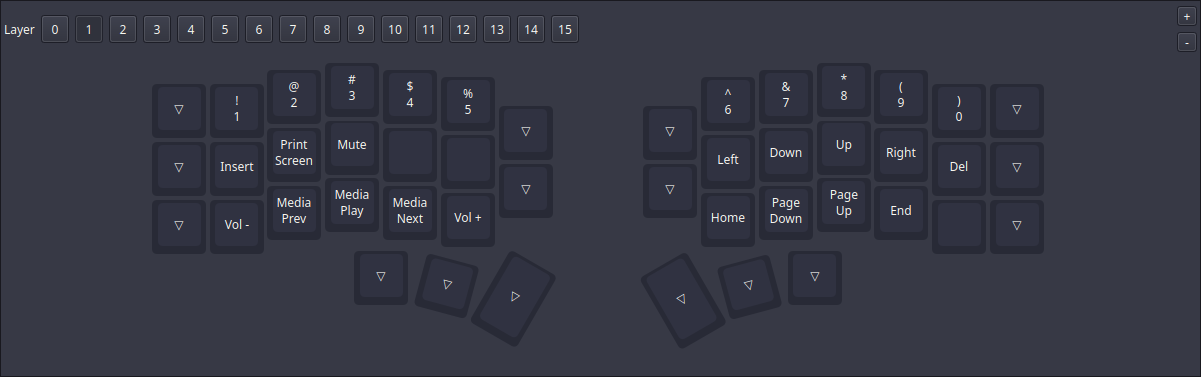 Layer 0 1 2 3 4 5 6 7 8 9 10 11 12 13 14 15
+
-
▽ ! @ # $ % ^ & * ( ) ▽
1 2 3 4 5 ▽ ▽ 6 7 8 9 0
▽ Insert Print Mute Left Down Up Right Del ▽
Screen
▽ ▽
▽ Vol - Media Media Media Vol + Home Page Page End ▽
Prev Play Next Down Up
▽ ▽ ▷ ◁ ▽ ▽